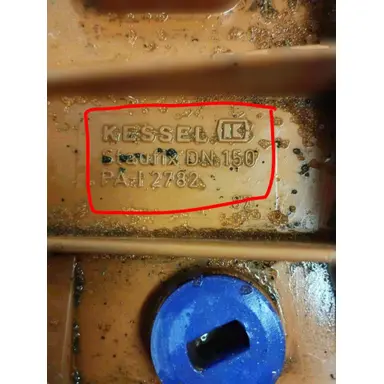 KESSEL
Staufix DN 150
PA-I 2782